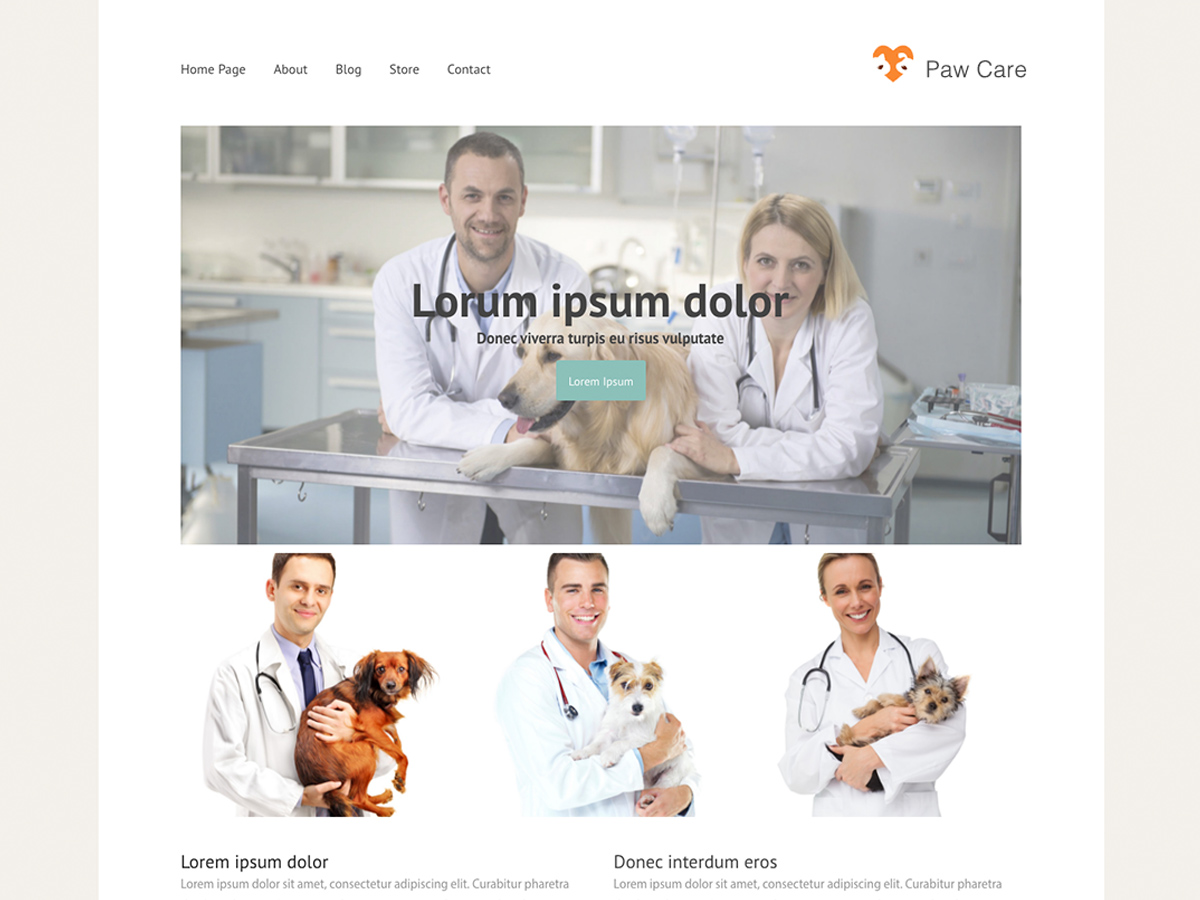 Home Page About Blog Store Contact
Paw Care
Lorum ipsum dolor
Donec viverra turpis eu risus vulputate
Lorem Ipsum
Lorem ipsum dolor
Lorem ipsum dolor sit amet, consectetur adipiscing elit. Curabitur pharetra
Donec interdum eros
Lorem ipsum dolor sit amet, consectetur adipiscing elit. Curabitur pharetra